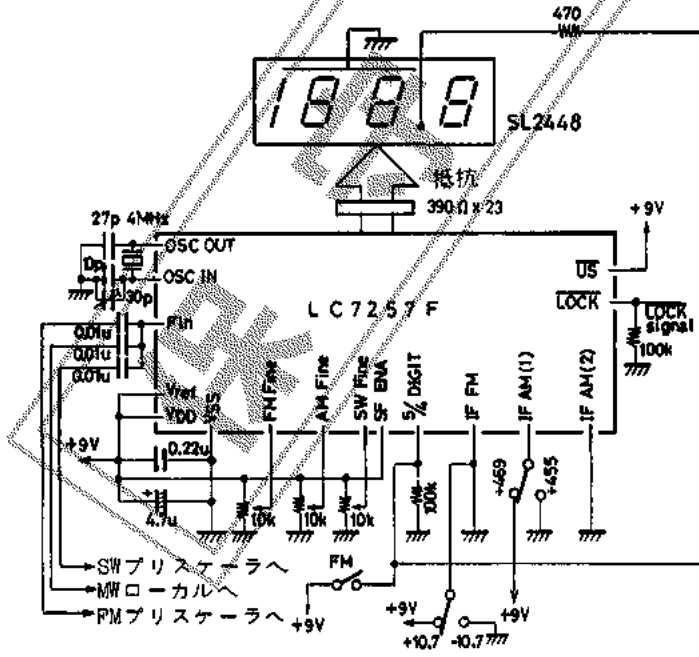 470
SL2448
抵抗
390Ω×23
27p 4MHz
+9V
OSC OUT
US
10p
OSC IN
LOCK
LOCK
signal
30p
LC7257F
100k
0.01u
Fin
0.01u
0.01u
Vref
VDD
VSS
FM Fine
AM Fine
SW Fine
SF ENA
5/4 DIGIT
IF FM
IF AM(1)
IF AM(2)
+9V
0.22u
+469
+455
4.7u
10k
10k
10k
100k
SWプリスケーラへ
MWローカルへ
FMプリスケーラへ
FM
+9V
+9V
+10.7
-10.7
+9V